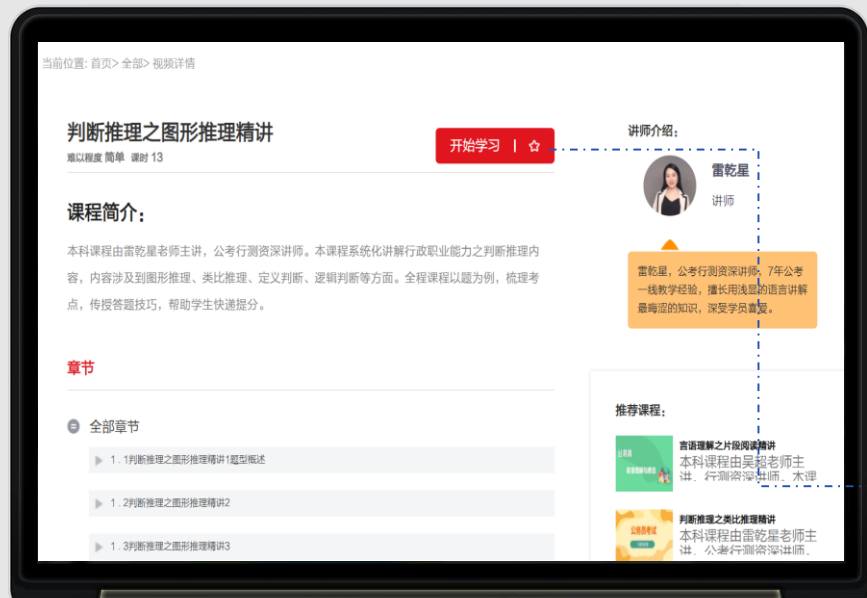 当前位置: 首页> 全部> 视频详情
判断推理之图形推理精讲
难以程度 简单 课时 13
开始学习
课程简介：
本科课程由雷乾星老师主讲，公考行测资深讲师。本课程系统化讲解行政职业能力之判断推理内
容，内容涉及到图形推理、类比推理、定义判断、逻辑判断等方面。全程课程以题为例，梳理考
点，传授答题技巧，帮助学生快递提分。
章节
全部章节
1 . 1判断推理之图形推理精讲1题型概述
1 . 2判断推理之图形推理精讲2
1 . 3判断推理之图形推理精讲3
讲师介绍：
雷乾星
讲师
雷乾星，公考行测资深讲师，7年公考
一线教学经验，擅长用浅显的语言讲解
最晦涩的知识，深受学员喜爱。
推荐课程：
言语理解之片段阅读精讲
本科课程由吴超老师主
讲，行测资深讲师。本课
公务员考试
判断推理之类比推理精讲
本科课程由雷乾星老师主
讲，公考行测资深讲师。